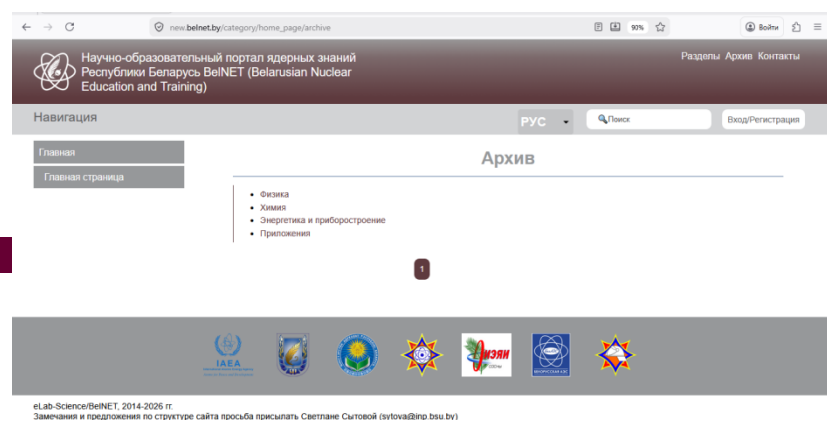 new.belnet.by/category/home_page/archive
90%
Войти
Научно-образовательный портал ядерных знаний
Республики Беларусь BelNET (Belarusian Nuclear
Education and Training)
Разделы Архив Контакты
Навигация
РУС
Поиск
Вход/Регистрация
Главная
Главная страница
Архив
Физика
Химия
Энергетика и приборостроение
Приложения
1
IAEA
eLab-Science/BelNET, 2014-2026 гг.
Замечания и предложения по структуре сайта просьба присылать Светлане Сытовой (sytova@inp.bsu.by)